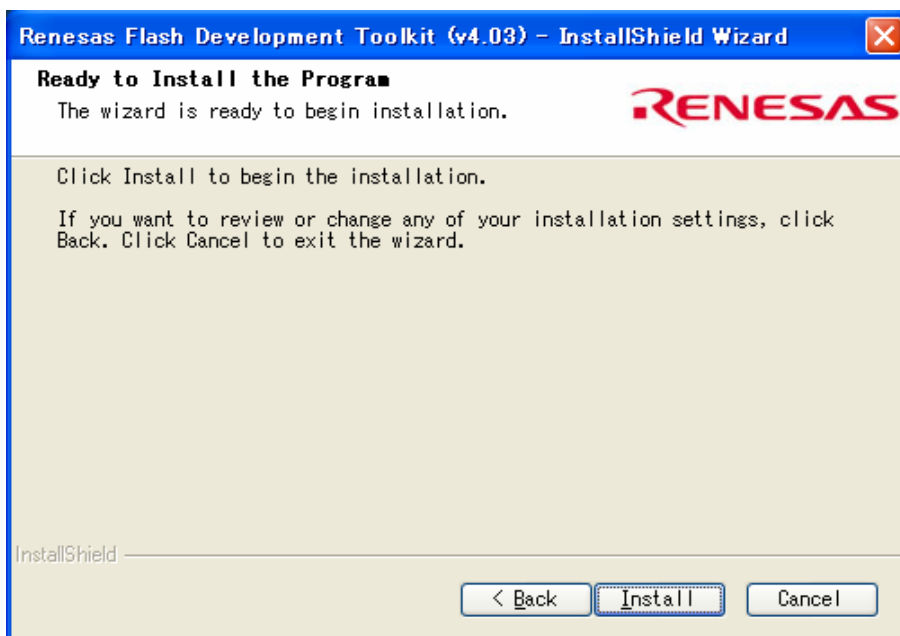 Renesas Flash Development Toolkit (v4.03) - InstallShield Wizard
Ready to Install the Program
The wizard is ready to begin installation.
RENESAS
Click Install to begin the installation.
If you want to review or change any of your installation settings, click
Back. Click Cancel to exit the wizard.
InstallShield
< Back
Install
Cancel